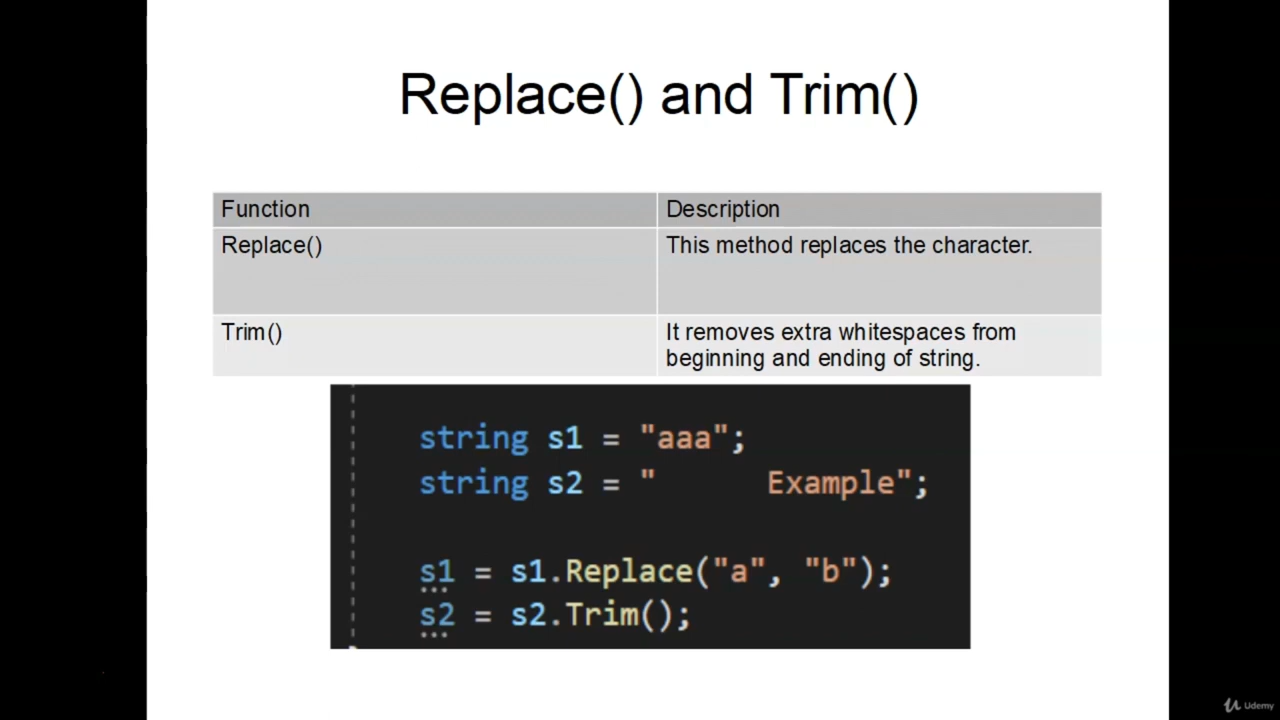 Replace() and Trim()
Function
Description
Replace()
This method replaces the character.
Trim()
It removes extra whitespaces from
beginning and ending of string.
string s1 = "aaa";
string s2 = "      Example";
s1 = s1.Replace("a", "b");
s2 = s2.Trim();
Udemy